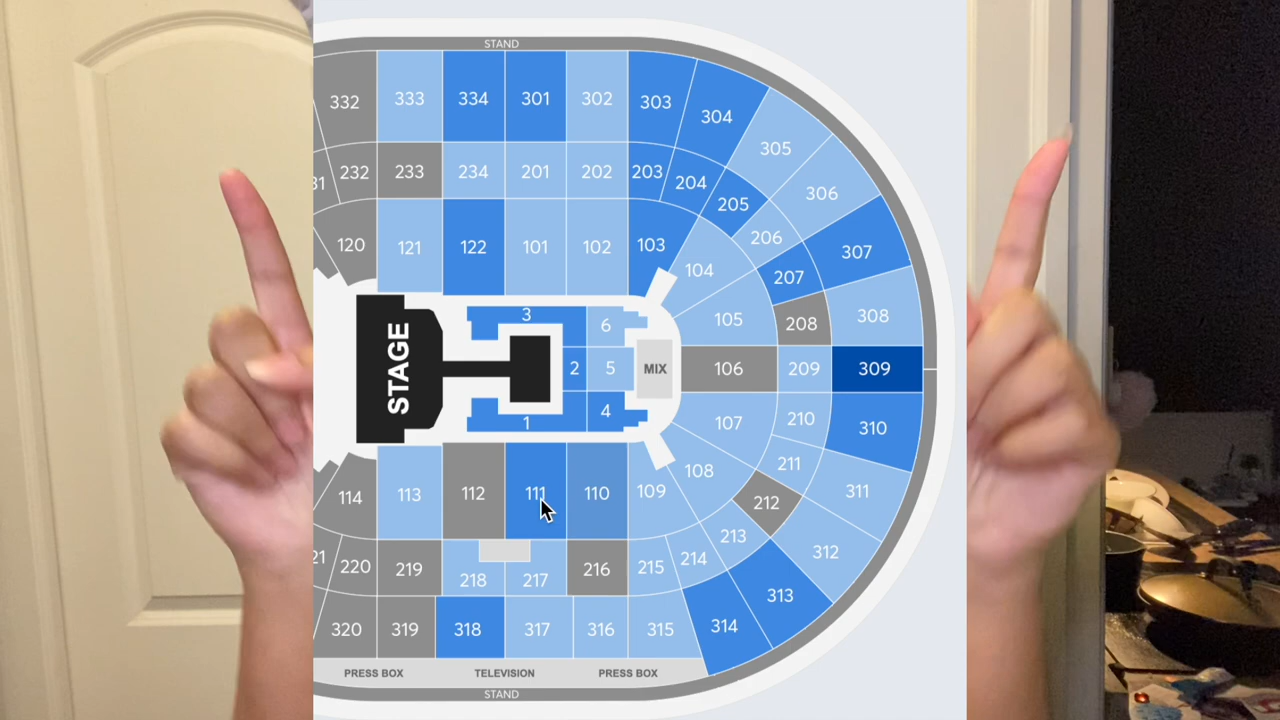 STAND
332 333 334 301 302 303 304
305
306
31 232 233 234 201 202 203 204
205
206
207
307
120 121 122 101 102 103
104
105
208 308
STAGE
3
6
2 5 MIX 106 209 309
1
4
107 210 310
108 211
114 113 112 111 110 109
212 311
213
312
21 220 219 218 217 216 215 214
313
320 319 318 317 316 315 314
PRESS BOX TELEVISION PRESS BOX
STAND